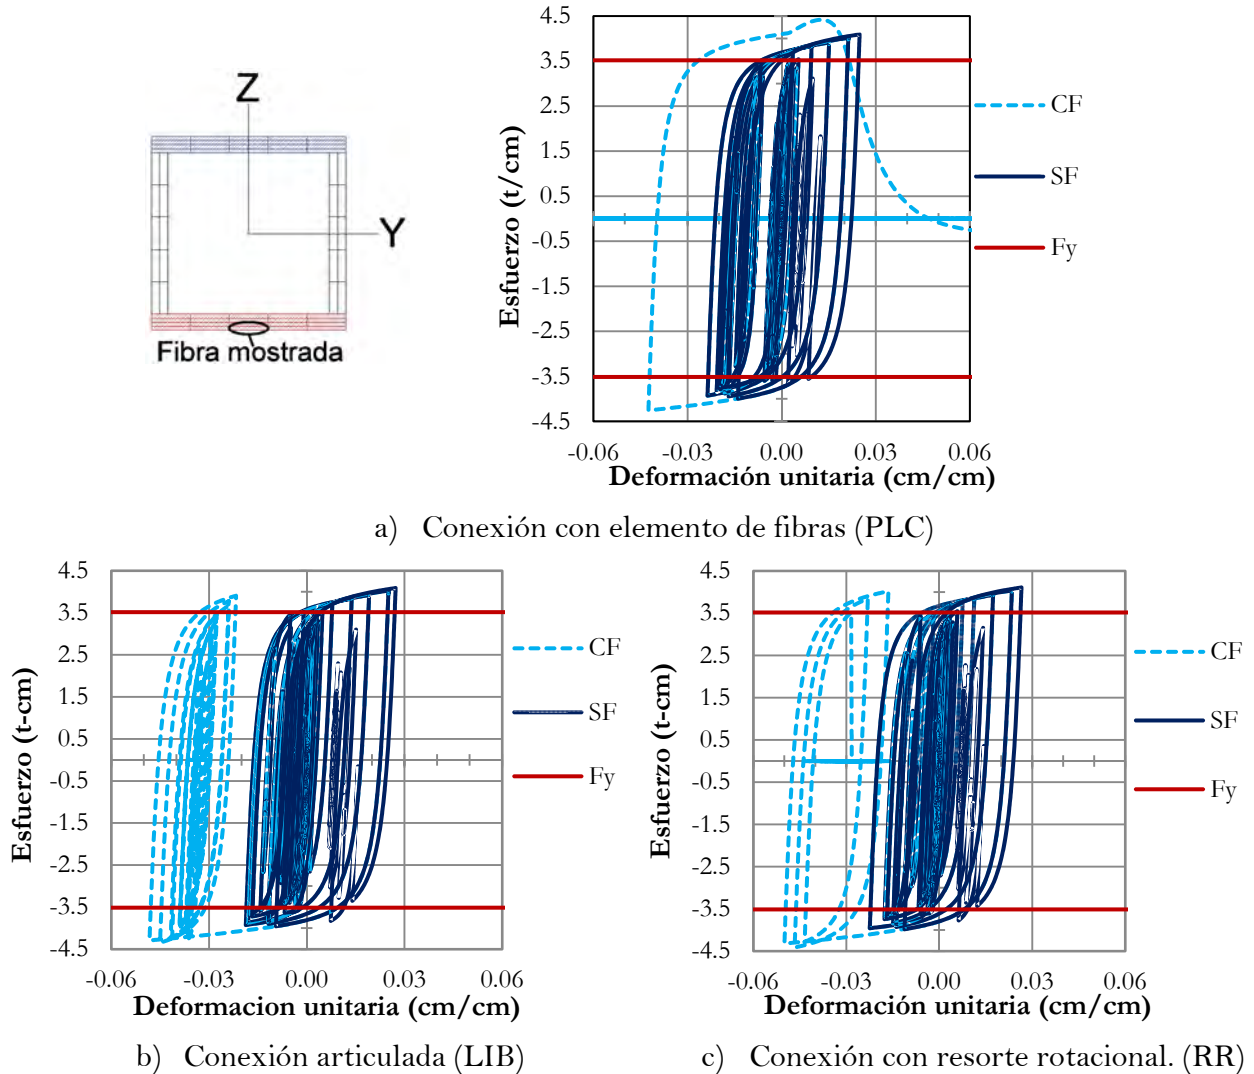 Z
Y
Fibra mostrada
4.5
3.5
2.5
1.5
0.5
-0.5
-1.5
-2.5
-3.5
-4.5
Esfuerzo (t/cm)
-0.06
-0.03
0.00
0.03
0.06
Deformación unitaria (cm/cm)
CF
SF
Fy
a) Conexión con elemento de fibras (PLC)
4.5
3.5
2.5
1.5
0.5
-0.5
-1.5
-2.5
-3.5
-4.5
Esfuerzo (t-cm)
-0.06
-0.03
0.00
0.03
0.06
Deformacion unitaria (cm/cm)
CF
SF
Fy
b) Conexión articulada (LIB)
4.5
3.5
2.5
1.5
0.5
-0.5
-1.5
-2.5
-3.5
-4.5
Esfuerzo (t-cm)
-0.06
-0.03
0.00
0.03
0.06
Deformación unitaria (cm/cm)
CF
SF
Fy
c) Conexión con resorte rotacional. (RR)